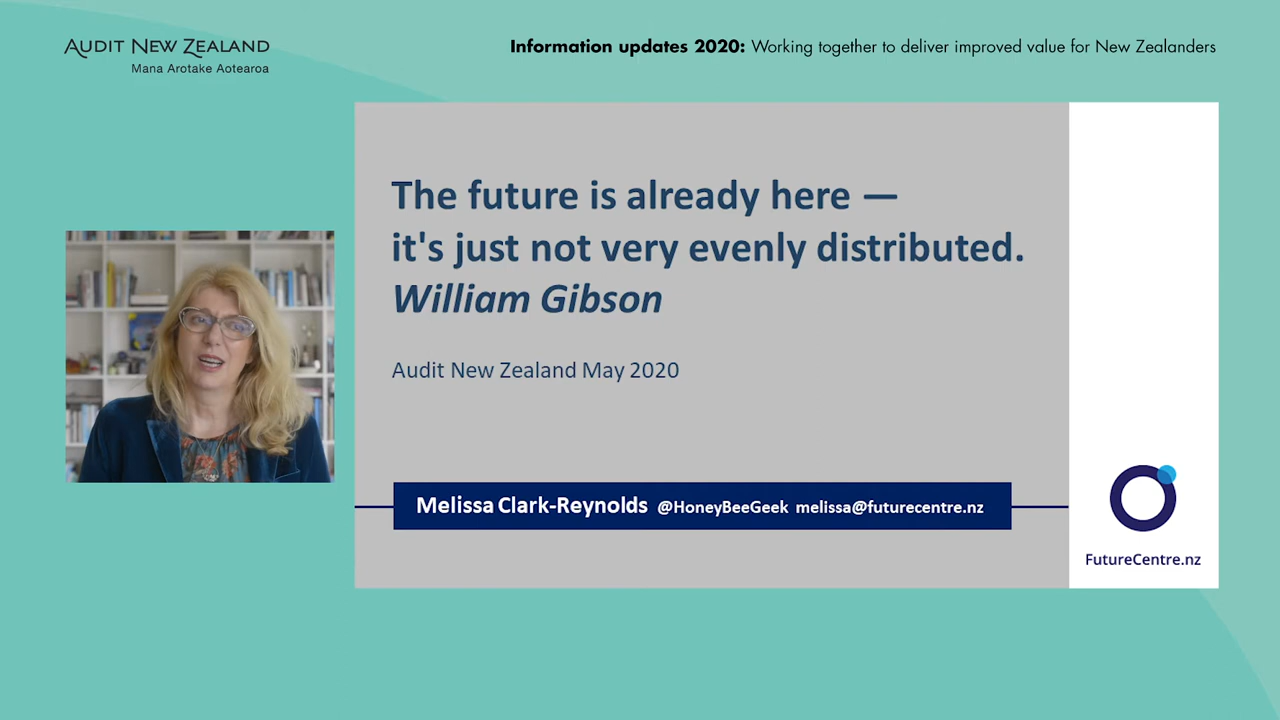 AUDIT NEW ZEALAND
Mana Arotake Aotearoa
Information updates 2020: Working together to deliver improved value for New Zealanders
The future is already here —
it's just not very evenly distributed.
William Gibson
Audit New Zealand May 2020
Melissa Clark-Reynolds @HoneyBeeGeek melissa@futurecentre.nz
FutureCentre.nz